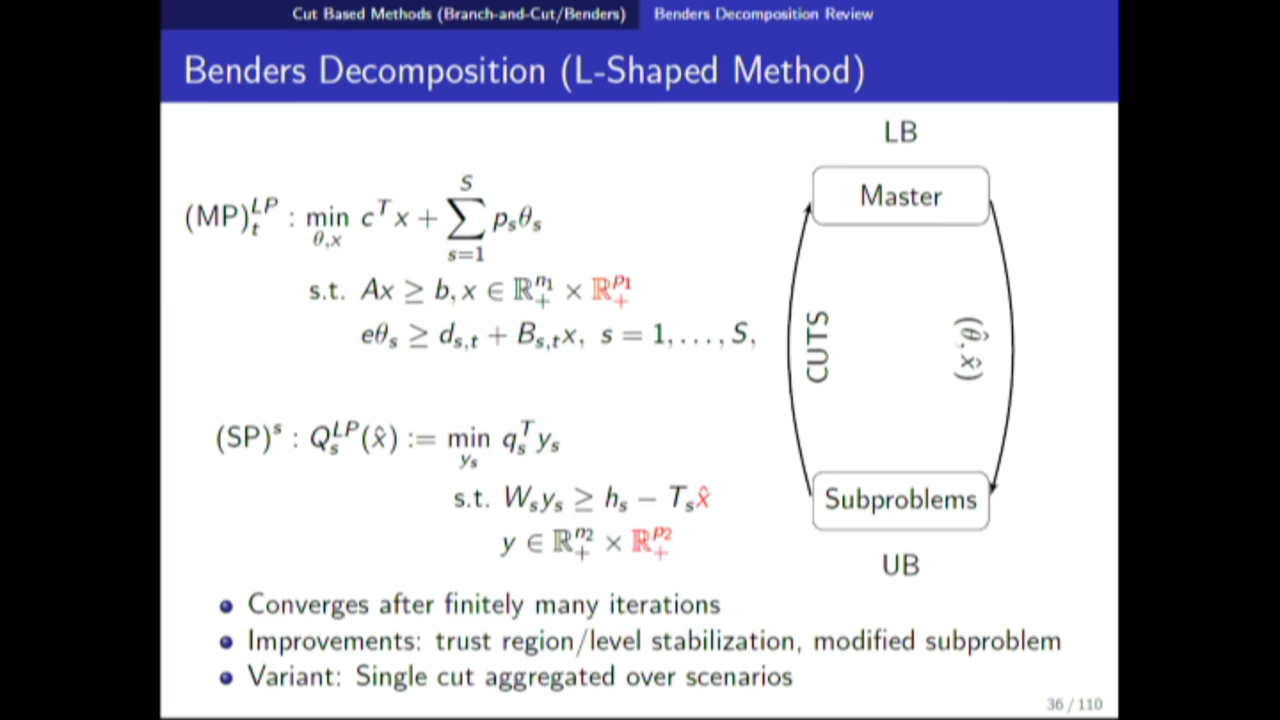 Cut Based Methods (Branch-and-Cut/Benders) Benders Decomposition Review
Benders Decomposition (L-Shaped Method)
(MP)_t^{LP} : min_{θ,x} c^T x + ∑_{s=1}^{S} p_s θ_s
s.t. Ax ≥ b, x ∈ ℝ_+^{n_1} × ℝ_+^{p_1}
eθ_s ≥ d_{s,t} + B_{s,t}x, s = 1, . . . , S,
(SP)^s : Q_s^{LP}(x̂) := min_{y_s} q_s^T y_s
s.t. W_s y_s ≥ h_s − T_s x̂
y ∈ ℝ_+^{n_2} × ℝ_+^{p_2}
LB
Master
CUTS
(θ̂, x̂)
Subproblems
UB
Converges after finitely many iterations
Improvements: trust region/level stabilization, modified subproblem
Variant: Single cut aggregated over scenarios
36 / 110